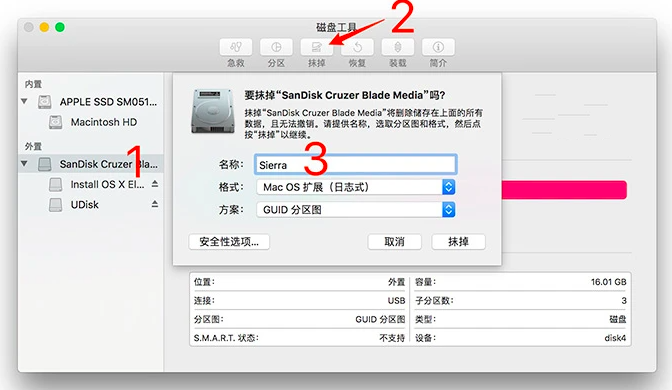 磁盘工具
2
急救
分区
抹掉
恢复
装载
简介
内置
APPLE SSD SM051...
Macintosh HD
外置
SanDisk Cruzer Bla...
1
Install OS X El...
UDisk
要抹掉“SanDisk Cruzer Blade Media”吗?
抹掉“SanDisk Cruzer Blade Media”将删除储存在上面的所有
数据，且无法撤销。请提供名称，选取分区图和格式，然后点
按“抹掉”以继续。
名称: Sierra
3
格式: Mac OS 扩展（日志式）
方案: GUID 分区图
安全性选项...
取消
抹掉
位置: 外置
容量: 16.01 GB
连接: USB
子分区数: 3
分区图: GUID 分区图
类型: 磁盘
S.M.A.R.T. 状态: 不支持
设备: disk4